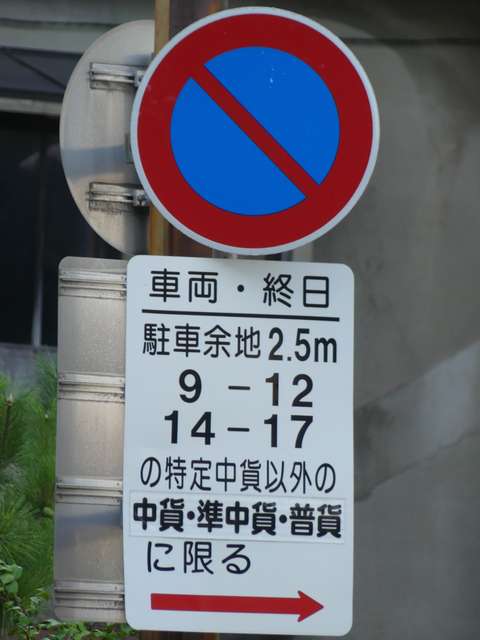 車両・終日
駐車余地2.5m
9－12
14－17
の特定中貨以外の
中貨・準中貨・普貨
に限る